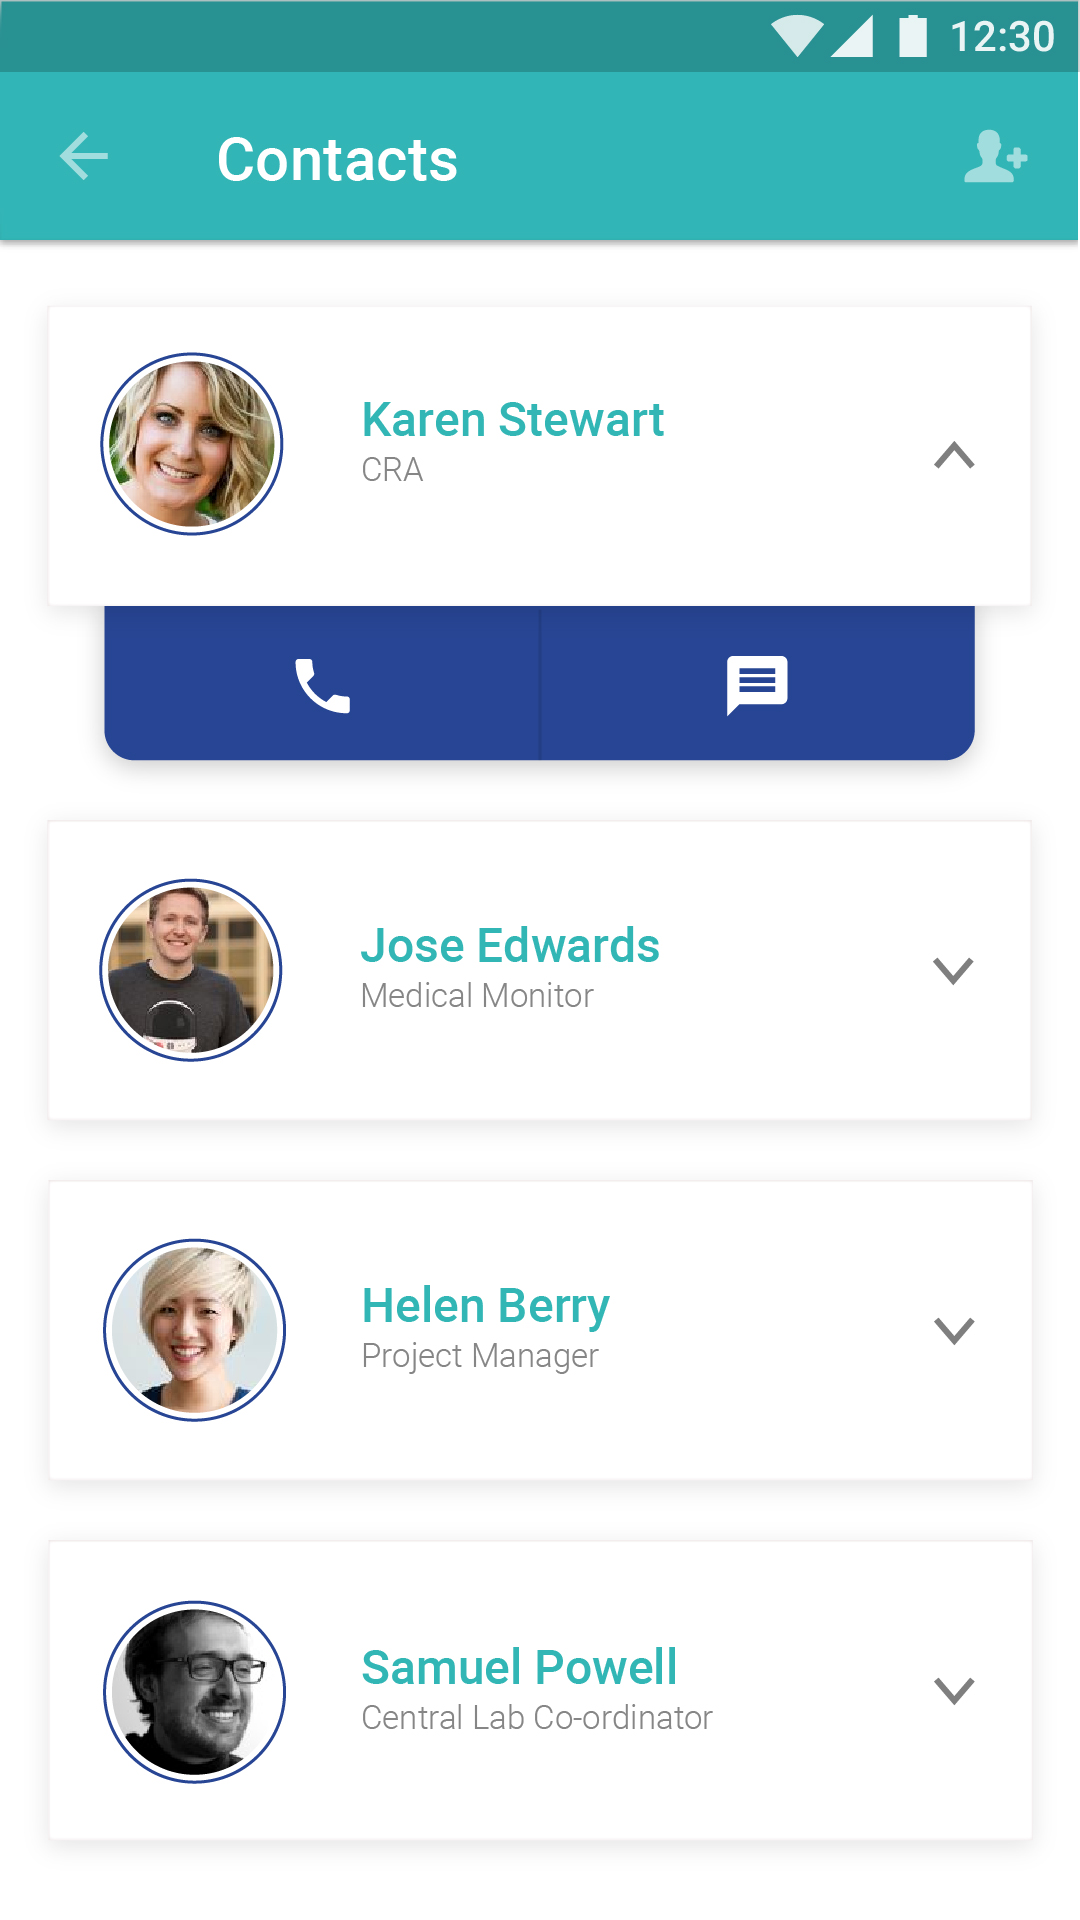 12:30
Contacts
Karen Stewart
CRA
Jose Edwards
Medical Monitor
Helen Berry
Project Manager
Samuel Powell
Central Lab Co-ordinator